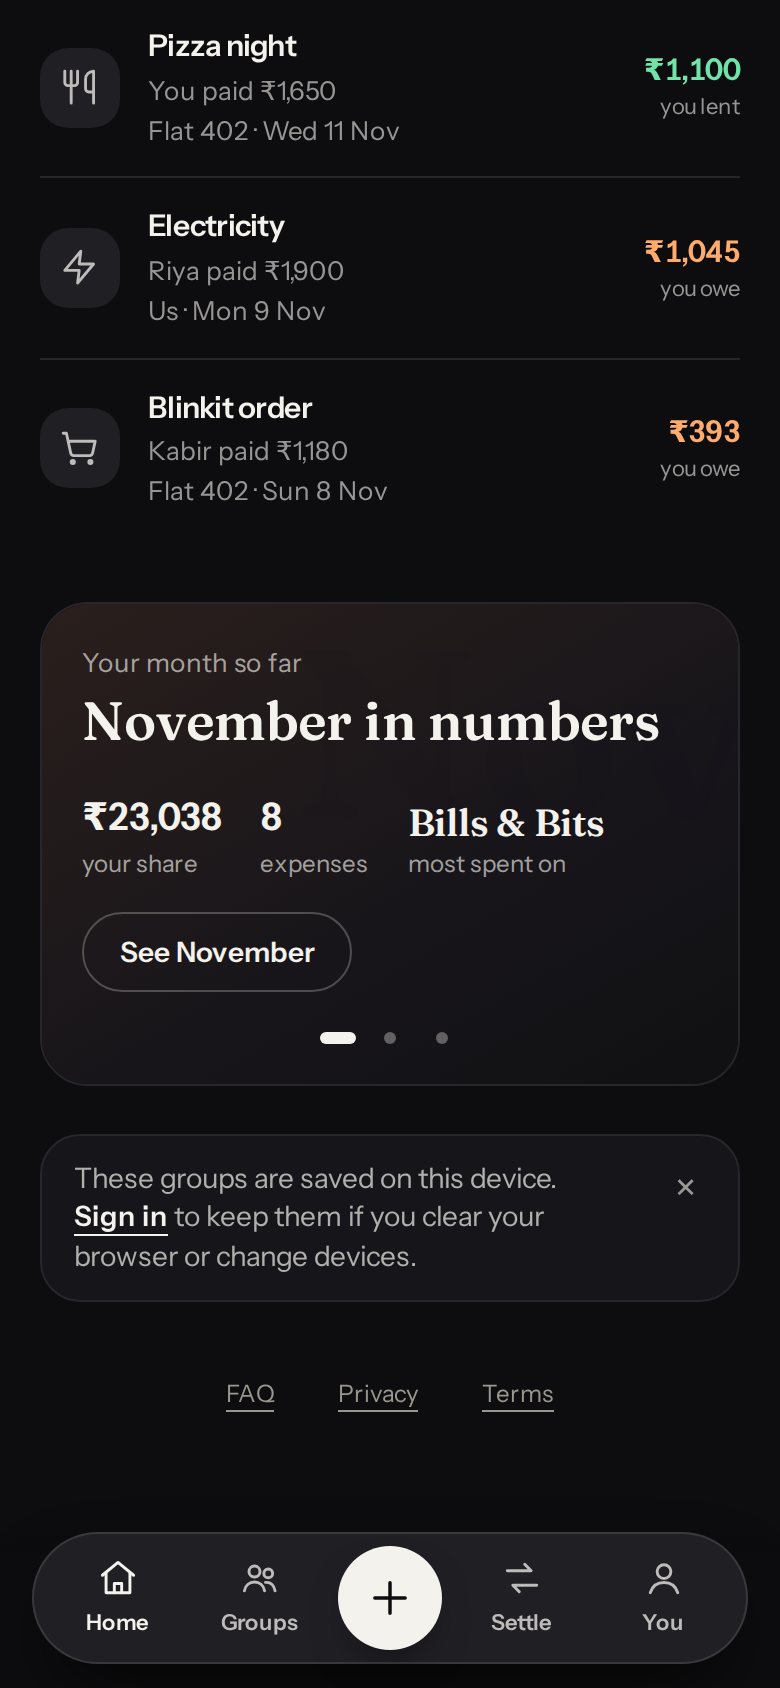 Pizza night
You paid ₹1,650
Flat 402 · Wed 11 Nov
₹1,100
you lent
Electricity
Riya paid ₹1,900
Us · Mon 9 Nov
₹1,045
you owe
Blinkit order
Kabir paid ₹1,180
Flat 402 · Sun 8 Nov
₹393
you owe
Your month so far
November in numbers
₹23,038 8 Bills & Bits
your share expenses most spent on
See November
These groups are saved on this device.
Sign in to keep them if you clear your
browser or change devices.
FAQ Privacy Terms
Home Groups Settle You